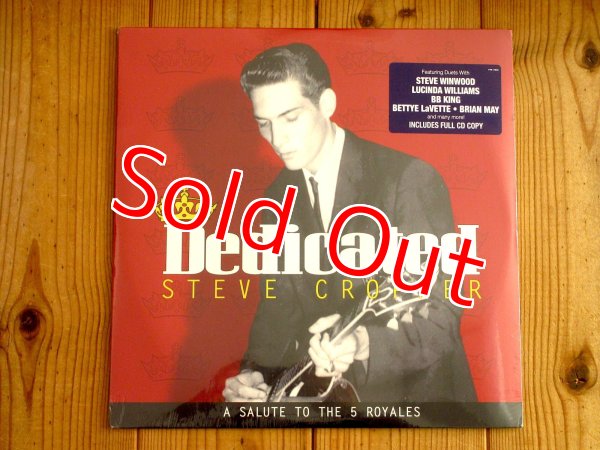 Featuring Duets With
STEVE WINWOOD
LUCINDA WILLIAMS
BB KING
BETTYE LaVETTE • BRIAN MAY
and many more!
INCLUDES FULL CD COPY
Sold Out
Dedicated
STEVE CROPPER
A SALUTE TO THE 5 ROYALES